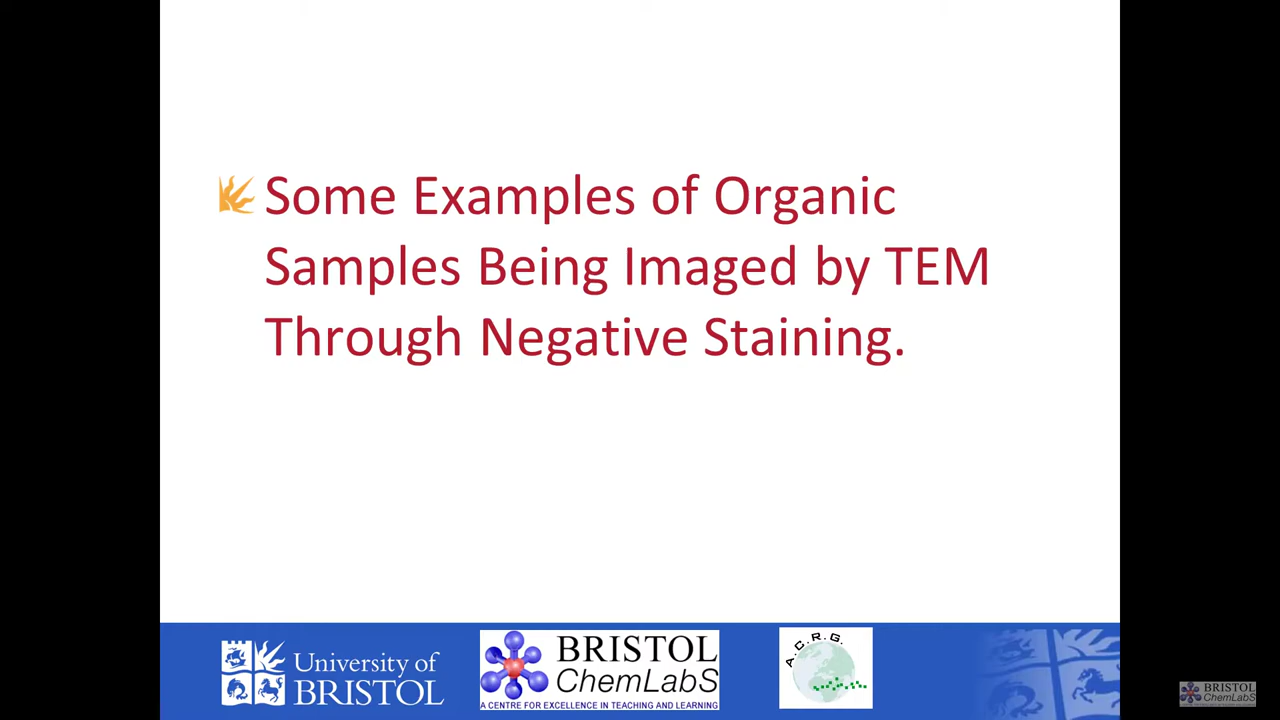 Some Examples of Organic
Samples Being Imaged by TEM
Through Negative Staining.
University of
BRISTOL
BRISTOL
ChemLabS
A CENTRE FOR EXCELLENCE IN TEACHING AND LEARNING
A.C.R.G.
BRISTOL
ChemLabS